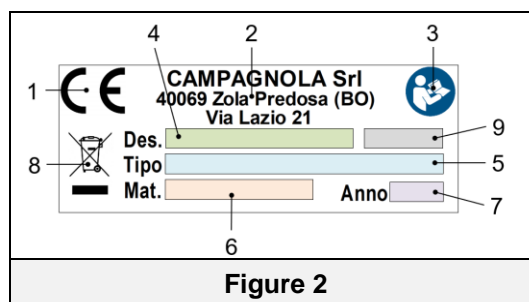 4 2 3
1 CE CAMPAGNOLA Srl
40069 Zola Predosa (BO)
Via Lazio 21
Des. 9
8 Tipo 5
Mat. Anno 7
6
Figure 2